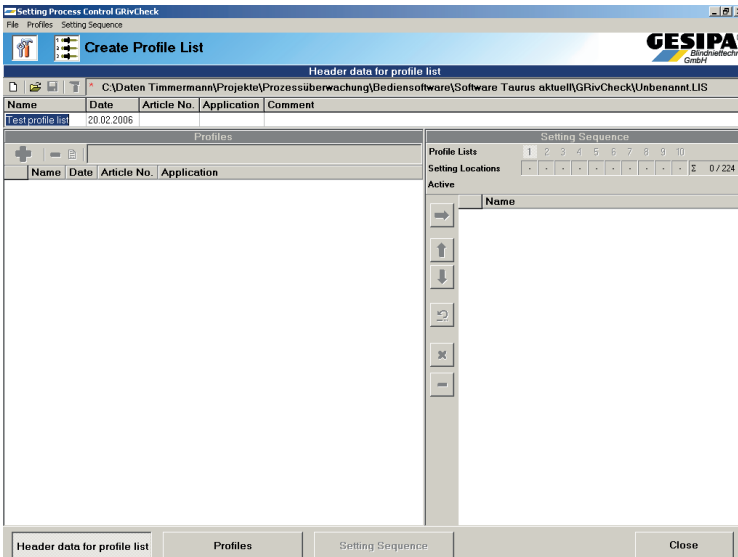 Setting Process Control GRivCheck
File Profiles Setting Sequence
Create Profile List
GESIPA
Blindniettechn
GmbH
Header data for profile list
* C:\Daten Timmermann\Projekte\Prozessüberwachung\Bediensoftware\Software Taurus aktuell\GRivCheck\Unbenannt.LIS
Name Date Article No. Application Comment
Test profile list 20.02.2006
Profiles
Name Date Article No. Application
Setting Sequence
Profile Lists 1 2 3 4 5 6 7 8 9 10
Setting Locations - - - - - - - - - - Σ 0 / 224
Active
Name
Header data for profile list Profiles Setting Sequence Close